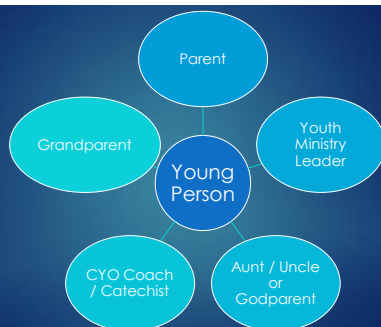 Parent
Grandparent
Youth
Ministry
Leader
Young
Person
CYO Coach
/ Catechist
Aunt / Uncle
or
Godparent